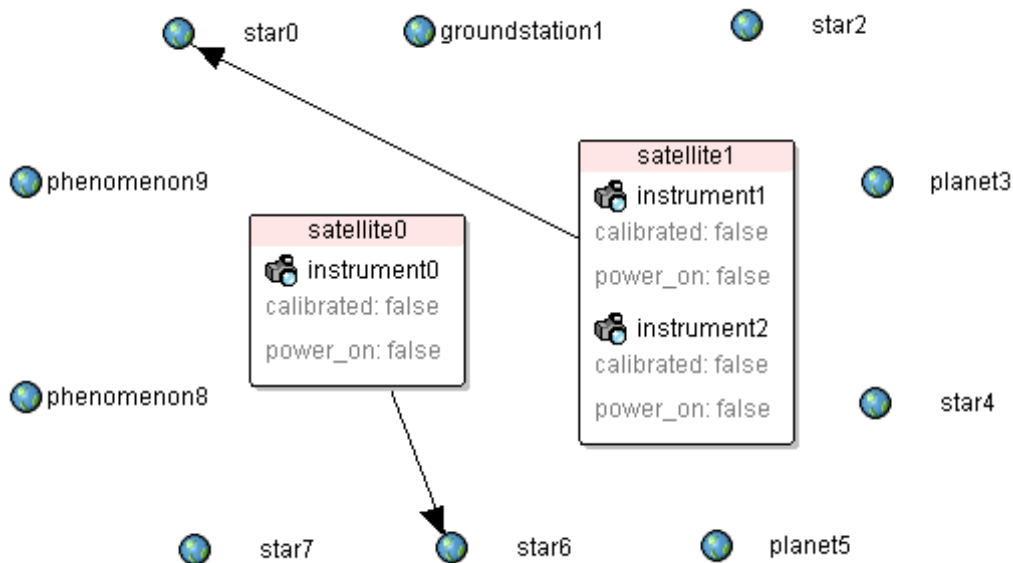 star0
groundstation1
star2
phenomenon9
planet3
satellite1
instrument1
calibrated: false
power_on: false
instrument2
calibrated: false
power_on: false
satellite0
instrument0
calibrated: false
power_on: false
phenomenon8
star4
star7
star6
planet5